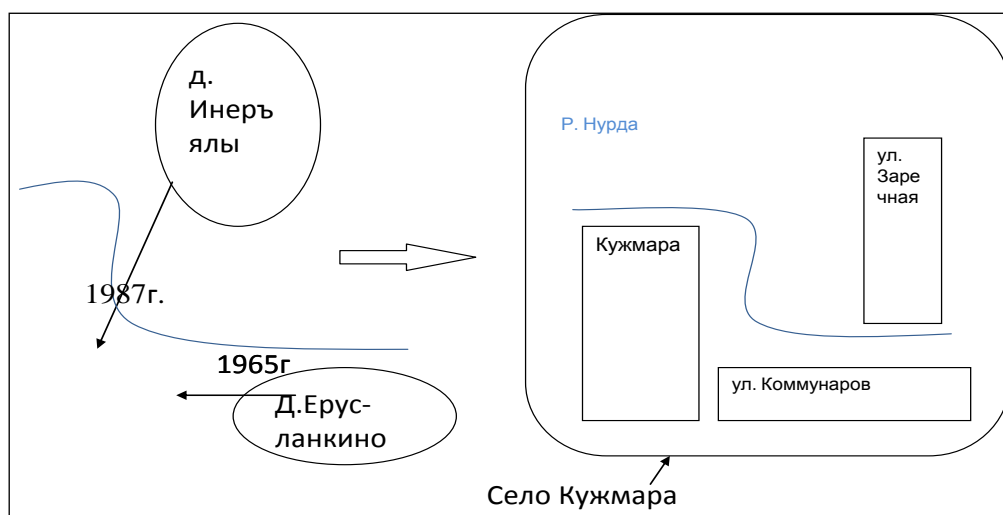 д.
Инеръ
ялы
1987г.
1965г
Д.Ерус-
ланкино
Р. Нурда
ул.
Заре
чная
Кужмара
ул. Коммунаров
Село Кужмара